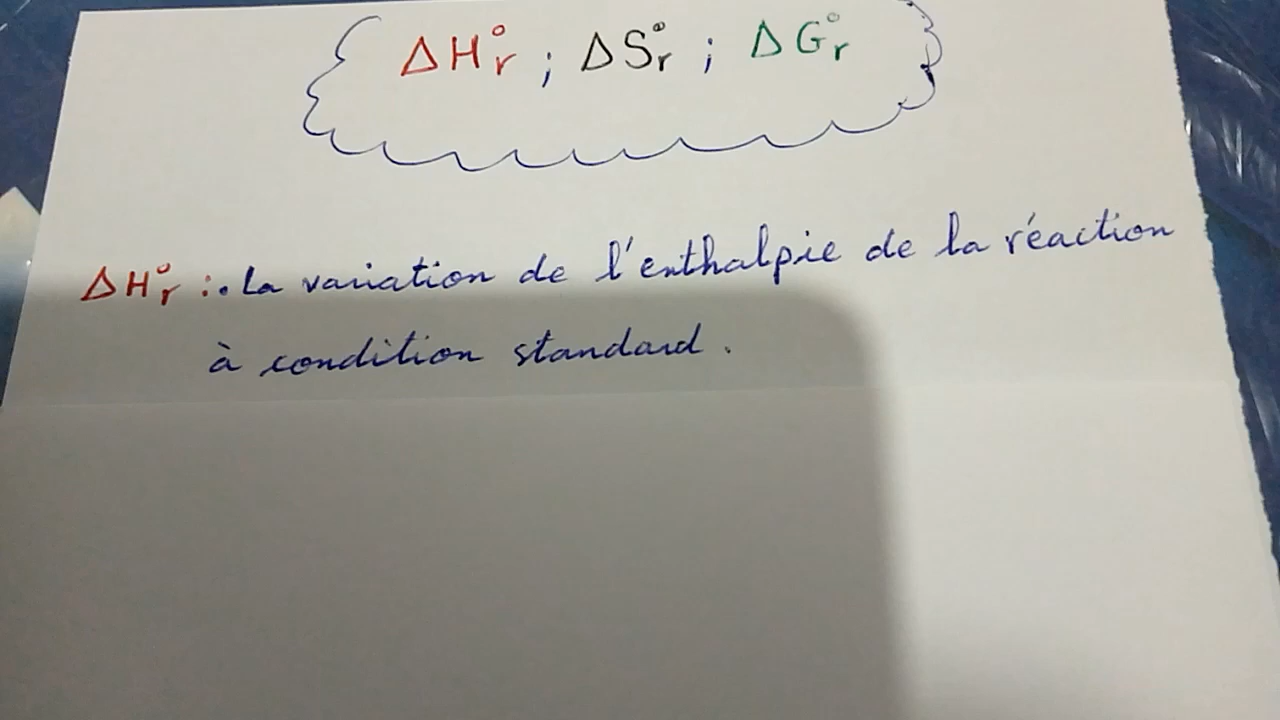 ΔH°r ; ΔS°r ; ΔG°r
ΔH°r : . La variation de l'enthalpie de la réaction
à condition standard .